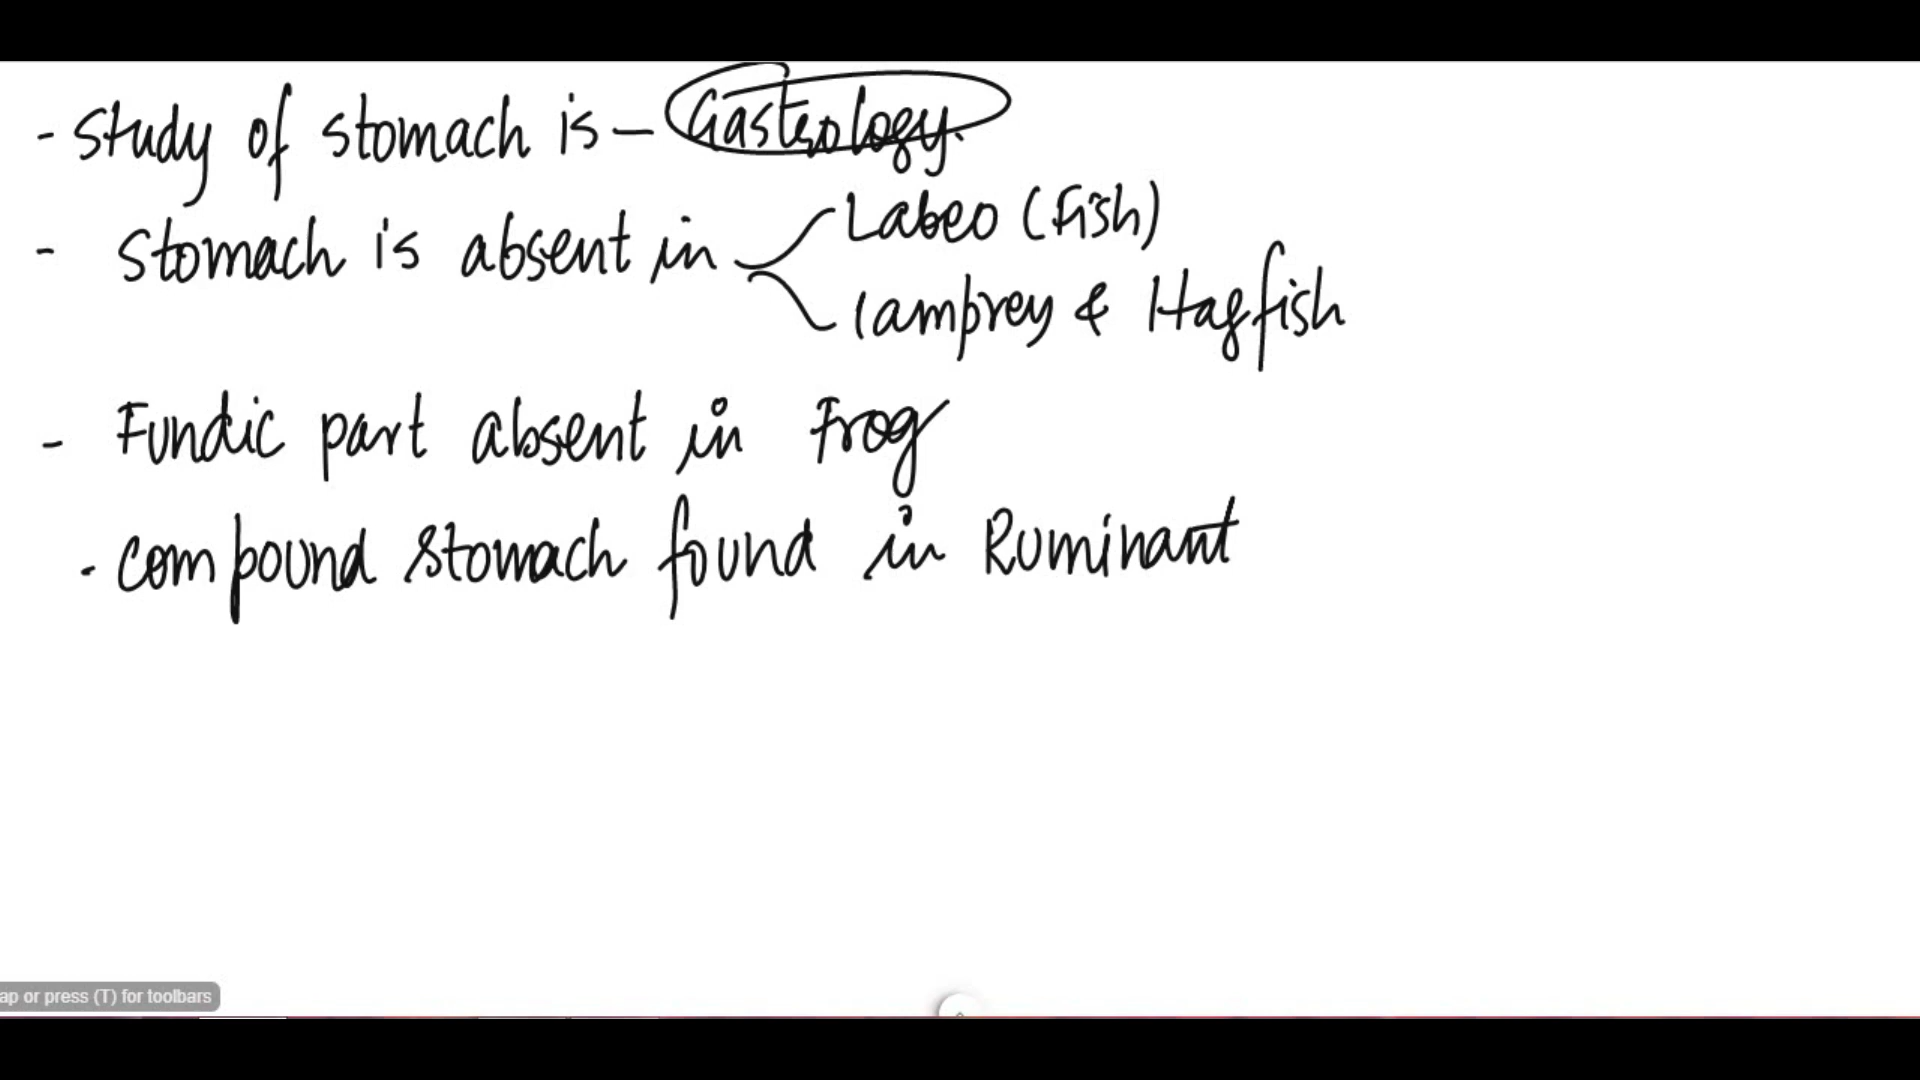 - Study of stomach is - Gastrology.
- Stomach is absent in
Labeo (Fish)
lamprey & Hagfish
- Fundic part absent in Frog
- compound stomach found in Ruminant
ap or press (T) for toolbars